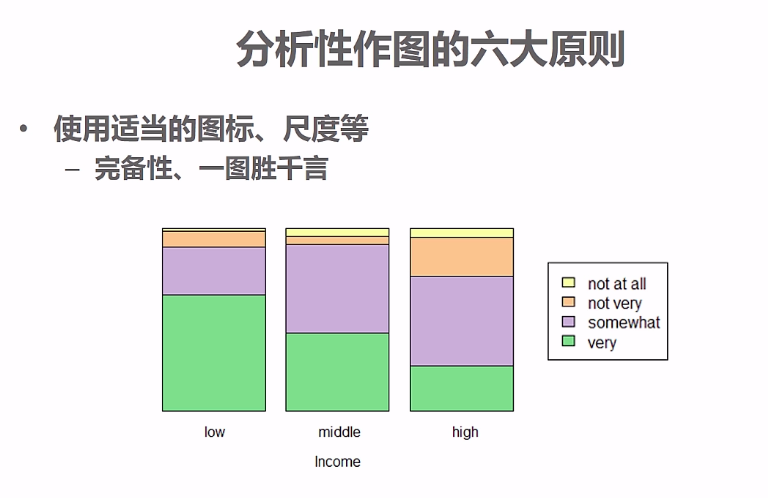 分析性作图的六大原则
• 使用适当的图标、尺度等
– 完备性、一图胜千言
not at all
not very
somewhat
very
low middle high
Income